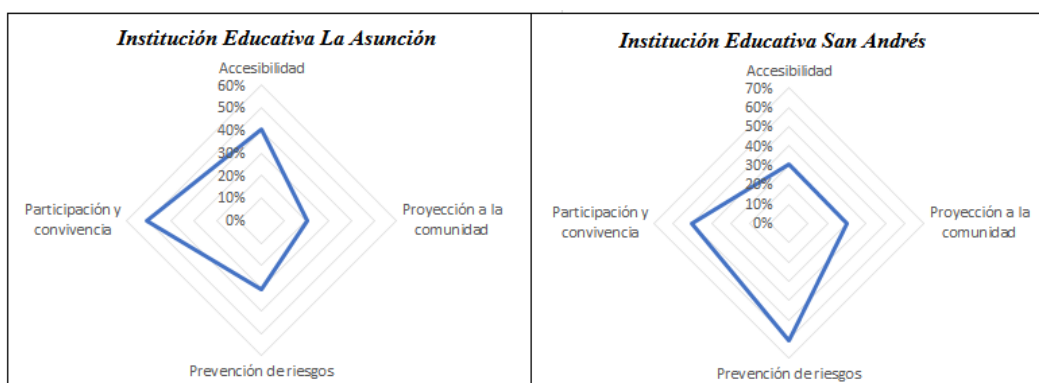 Institución Educativa La Asunción
Accesibilidad
60%
50%
40%
30%
20%
10%
0%
Participación y
convivencia
Proyección a la
comunidad
Prevención de riesgos
Institución Educativa San Andrés
Accesibilidad
70%
60%
50%
40%
30%
20%
10%
0%
Participación y
convivencia
Proyección a la
comunidad
Prevención de riesgos